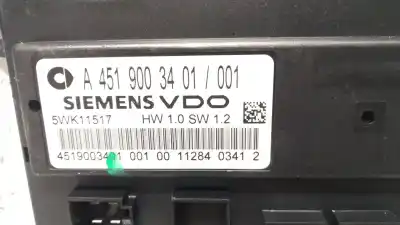 A 451 900 34 01 / 001
SIEMENS VDO
5WK11517 HW 1.0 SW 1.2
4519003401 001 00 11284 0341 2